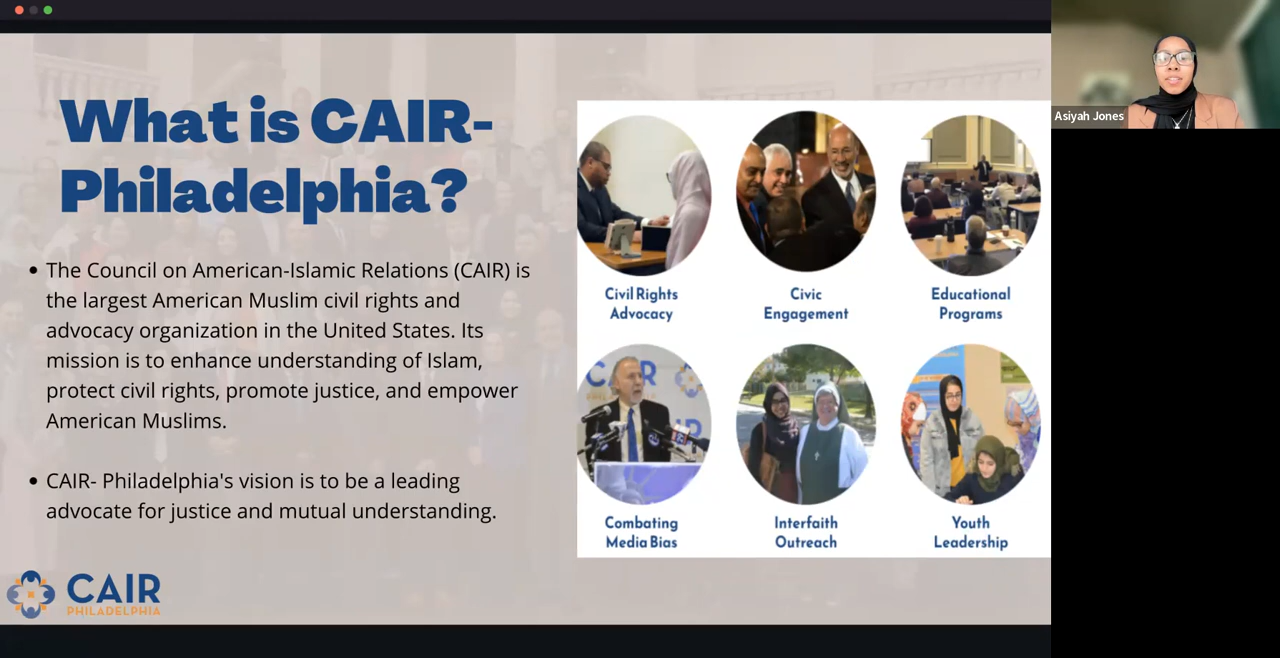 What is CAIR-
Philadelphia?
• The Council on American-Islamic Relations (CAIR) is
the largest American Muslim civil rights and
advocacy organization in the United States. Its
mission is to enhance understanding of Islam,
protect civil rights, promote justice, and empower
American Muslims.
• CAIR- Philadelphia's vision is to be a leading
advocate for justice and mutual understanding.
CAIR
PHILADELPHIA
Civil Rights
Advocacy
Civic
Engagement
Educational
Programs
Combating
Media Bias
Interfaith
Outreach
Youth
Leadership
Asiyah Jones